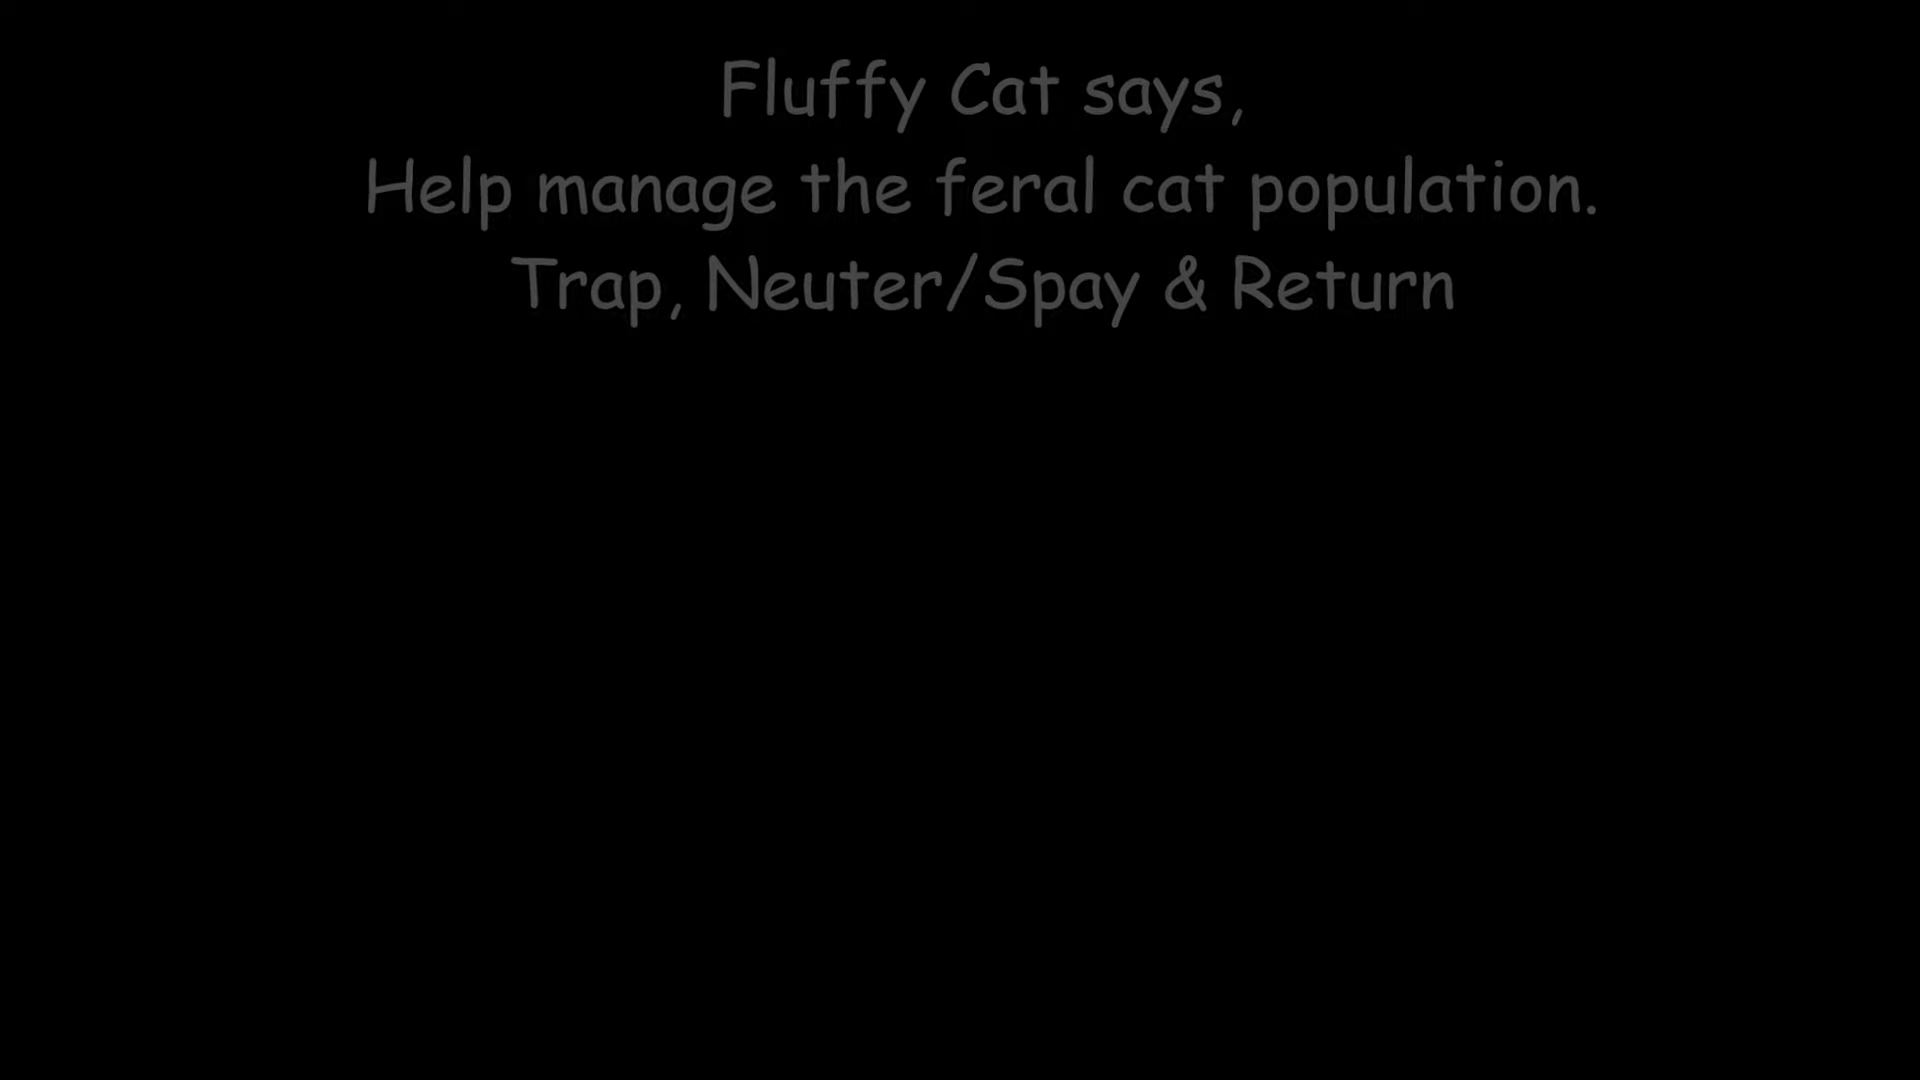 Fluffy Cat says,
Help manage the feral cat population.
Trap, Neuter/Spay & Return